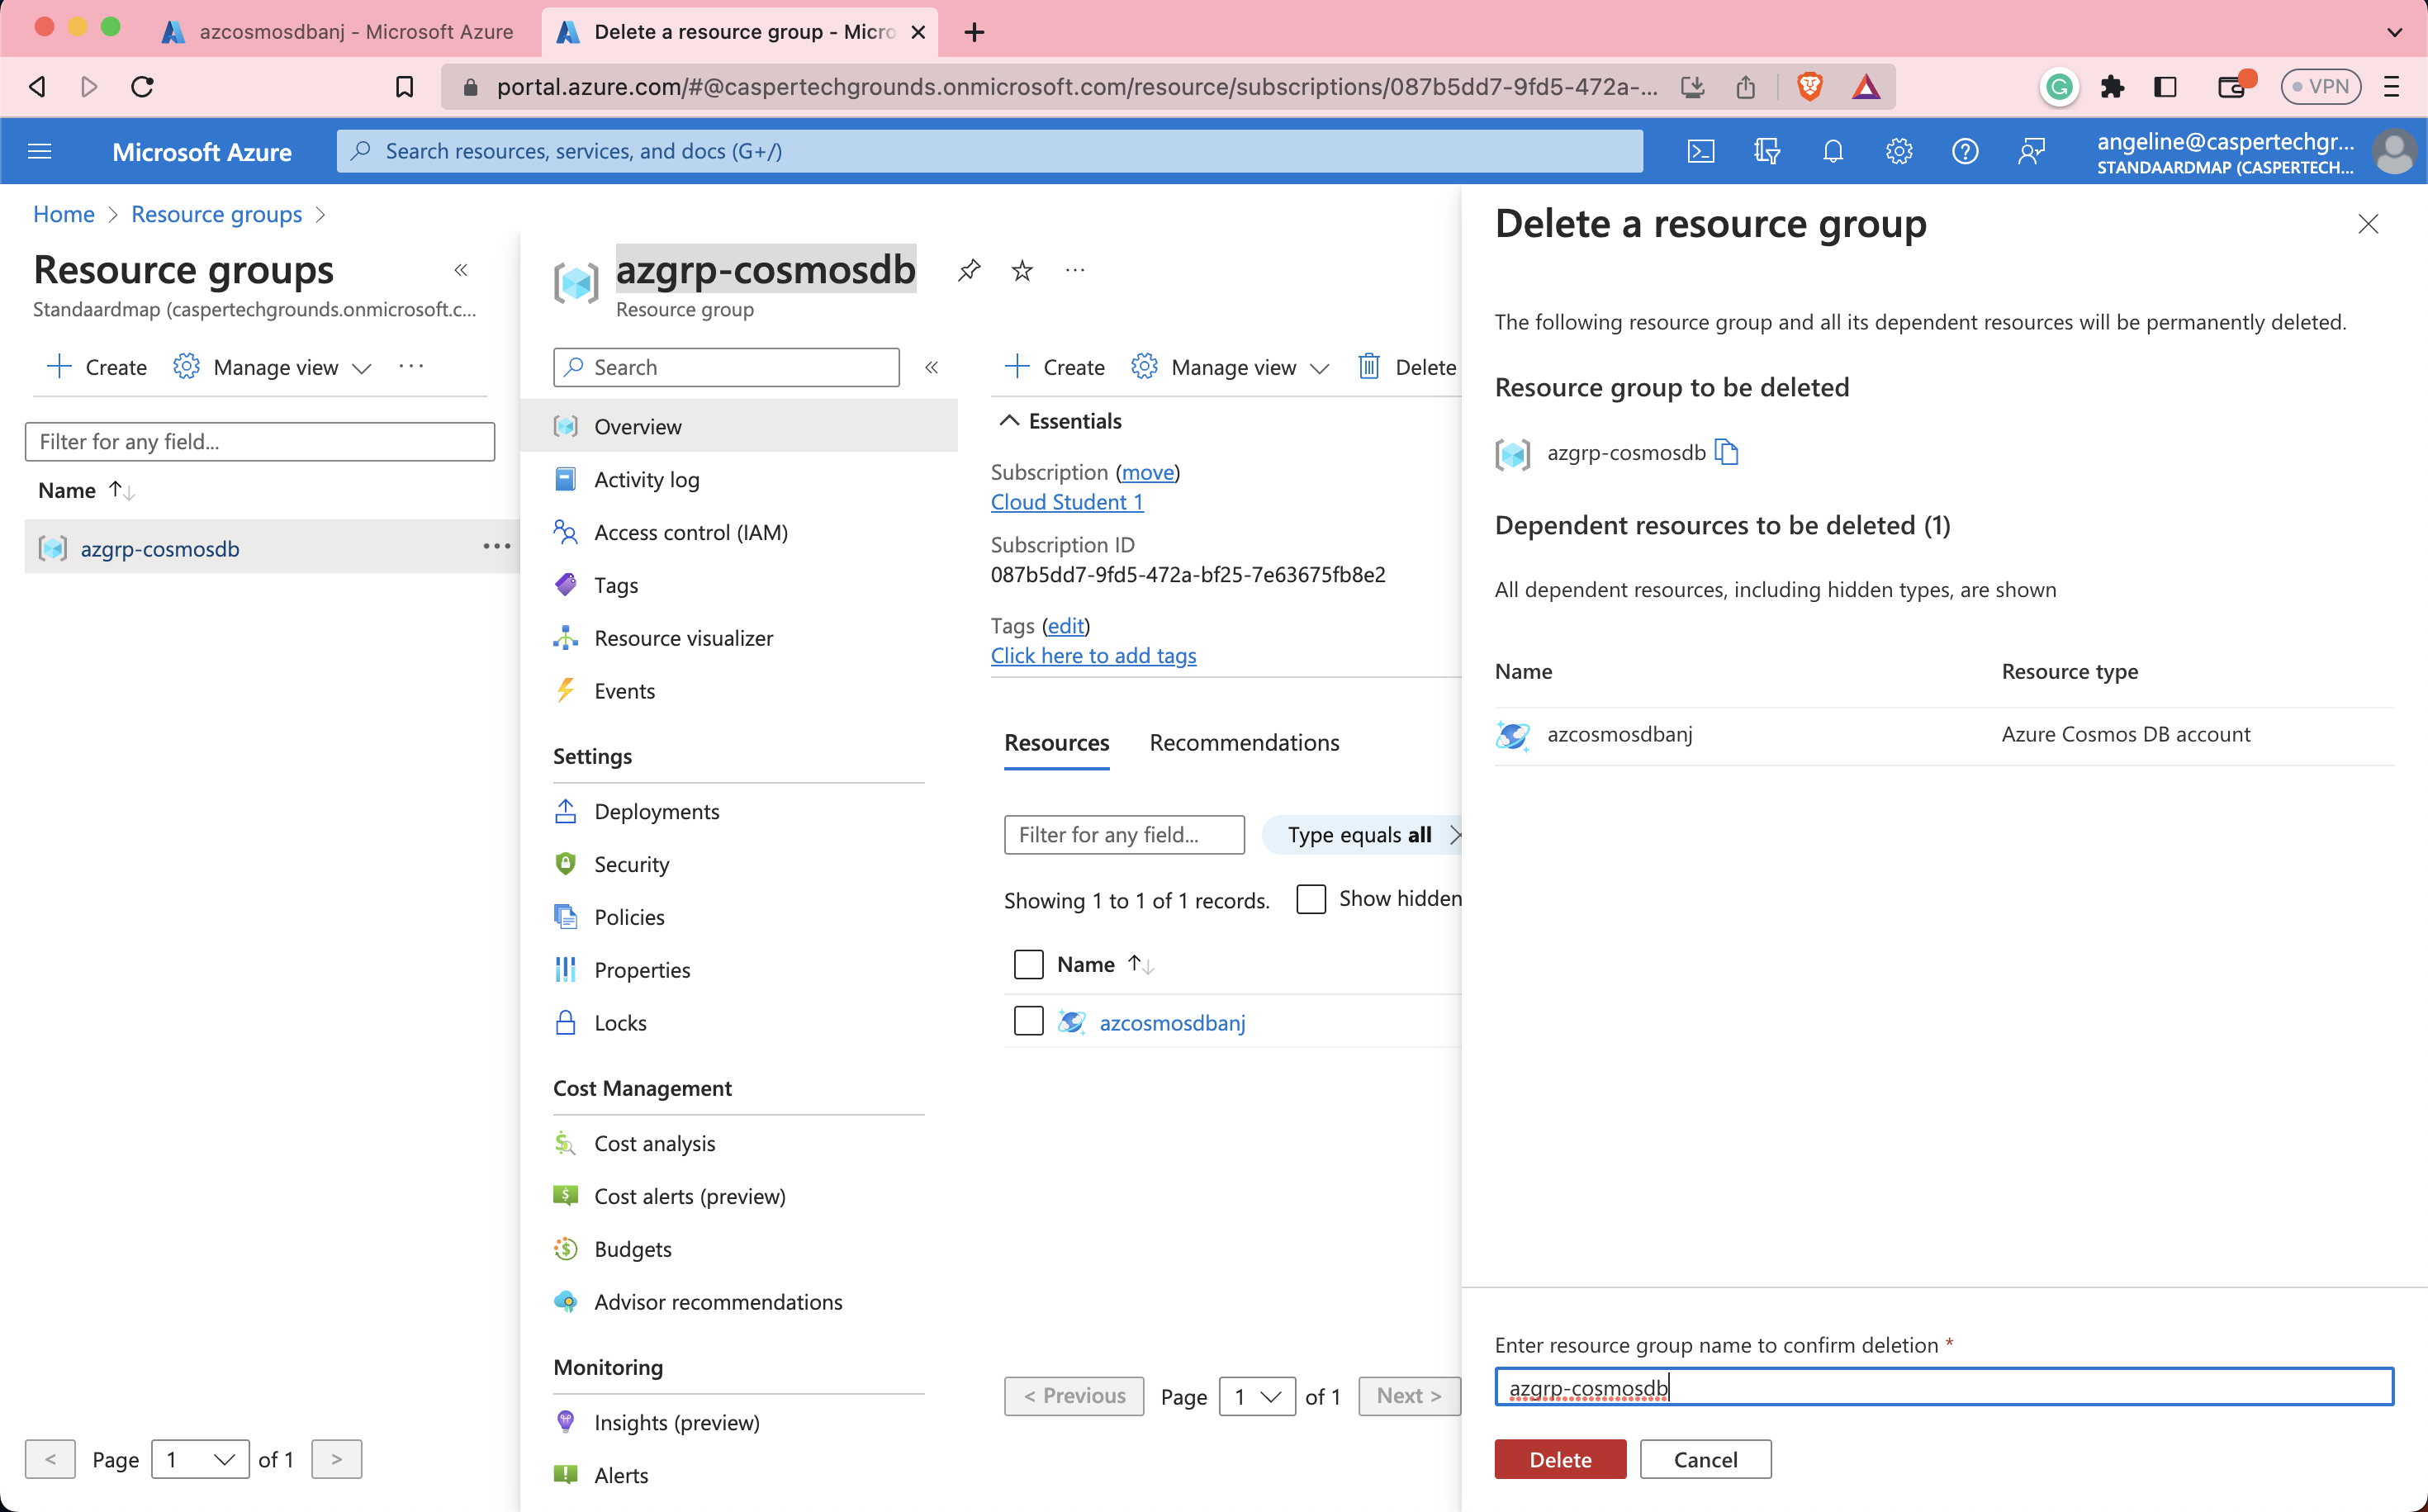 azcosmosdbanj - Microsoft Azure
Delete a resource group - Micro
portal.azure.com/#@caspertechgrounds.onmicrosoft.com/resource/subscriptions/087b5dd7-9fd5-472a-...
VPN
Microsoft Azure
Search resources, services, and docs (G+/)
angeline@caspertechgr...
STANDAARDMAP (CASPERTECH...
Home > Resource groups >
Resource groups
Standaardmap (caspertechgrounds.onmicrosoft.c...
Create
Manage view
...
Filter for any field...
Name
azgrp-cosmosdb
...
< Page 1 of 1 >
azgrp-cosmosdb
...
Resource group
Search
Overview
Activity log
Access control (IAM)
Tags
Resource visualizer
Events
Settings
Deployments
Security
Policies
Properties
Locks
Cost Management
Cost analysis
Cost alerts (preview)
Budgets
Advisor recommendations
Monitoring
Insights (preview)
Alerts
Create
Manage view
Delete
Essentials
Subscription (move)
Cloud Student 1
Subscription ID
087b5dd7-9fd5-472a-bf25-7e63675fb8e2
Tags (edit)
Click here to add tags
Resources
Recommendations
Filter for any field...
Type equals all
Showing 1 to 1 of 1 records.
Show hidden
Name
azcosmosdbanj
< Previous Page 1 of 1 Next >
Delete a resource group
The following resource group and all its dependent resources will be permanently deleted.
Resource group to be deleted
azgrp-cosmosdb
Dependent resources to be deleted (1)
All dependent resources, including hidden types, are shown
Name Resource type
azcosmosdbanj Azure Cosmos DB account
Enter resource group name to confirm deletion *
azgrp-cosmosdb
Delete
Cancel